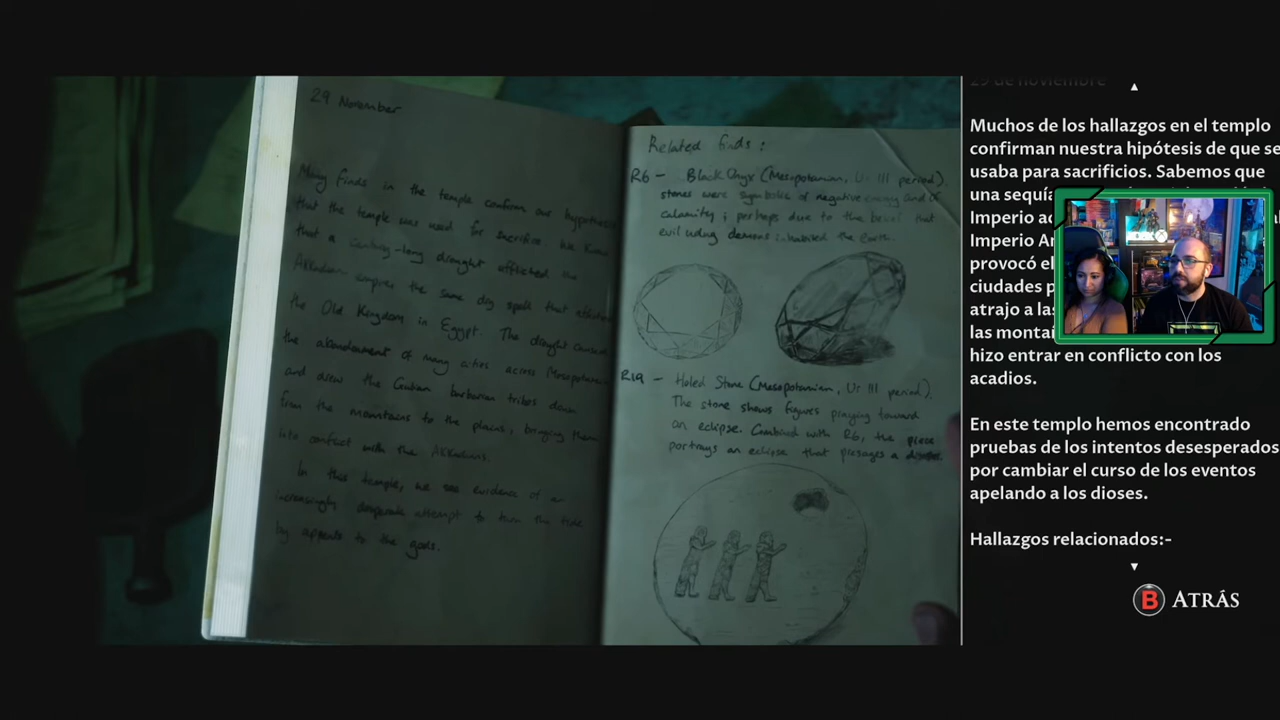 29 November
Many finds in the temple confirm our hypothesis
that the temple was used for sacrifice. We know
that a century-long drought afflicted the
Akkadian empire the same dry spell that
the Old Kingdom in Egypt. The drought caused
the abandonment of many cities across Mesopotamia
and drew the Gutian barbarian tribes down
from the mountains to the plains, bringing them
into conflict with the Akkadians.
In this temple, we see evidence of an
increasingly desperate attempt to turn the tide
by appeals to the gods.
Related finds:
R6 - Black Onyx (Mesopotamian, Ur III period).
stones were symbolic of negative energy and of
calamity; perhaps due to the belief that
evil udug demons inhabited the Earth.
R19 - Holed Stone (Mesopotamian, Ur III period).
The stone shows figures praying toward
an eclipse. Combined with R6, the piece
portrays an eclipse that presages a
29 de noviembre
Muchos de los hallazgos en el templo
confirman nuestra hipótesis de que se
usaba para sacrificios. Sabemos que
una sequía
Imperio
Imperio
provocó el
ciudades
atrajo a las
las
hizo entrar en conflicto con los
acadios.
En este templo hemos encontrado
pruebas de los intentos desesperados
por cambiar el curso de los eventos
apelando a los dioses.
Hallazgos relacionados:-
B ATRÁS